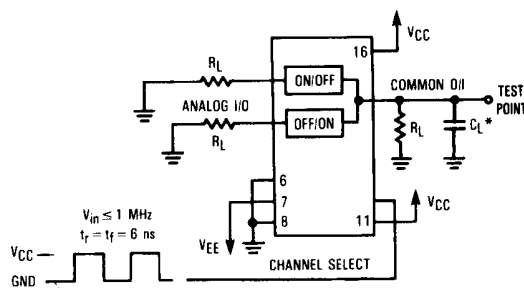 VCC
16
RL
ON/OFF
COMMON O/I
TEST
POINT
ANALOG I/O
OFF/ON
RL
RL
CL*
6
7
8
11
VCC
Vin ≤ 1 MHz
tr = tf = 6 ns
VEE
VCC
GND
CHANNEL SELECT